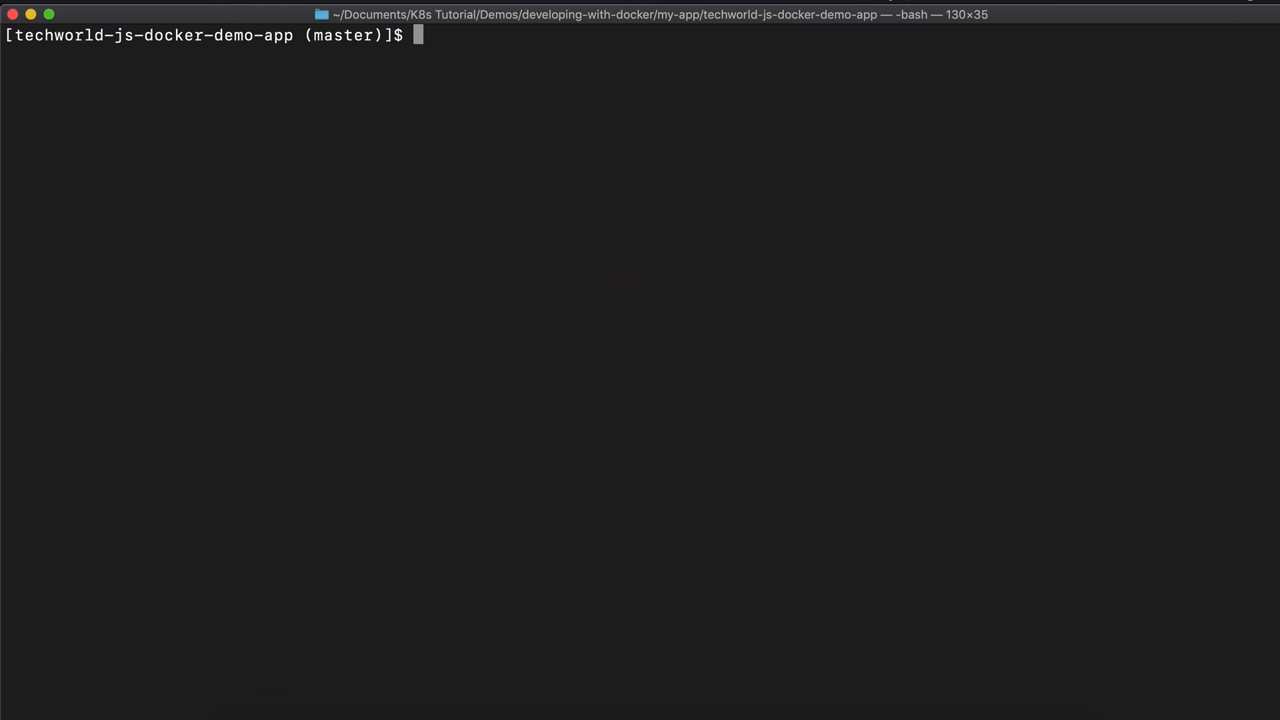 ~/Documents/K8s Tutorial/Demos/developing-with-docker/my-app/techworld-js-docker-demo-app — -bash — 130×35
[techworld-js-docker-demo-app (master)]$